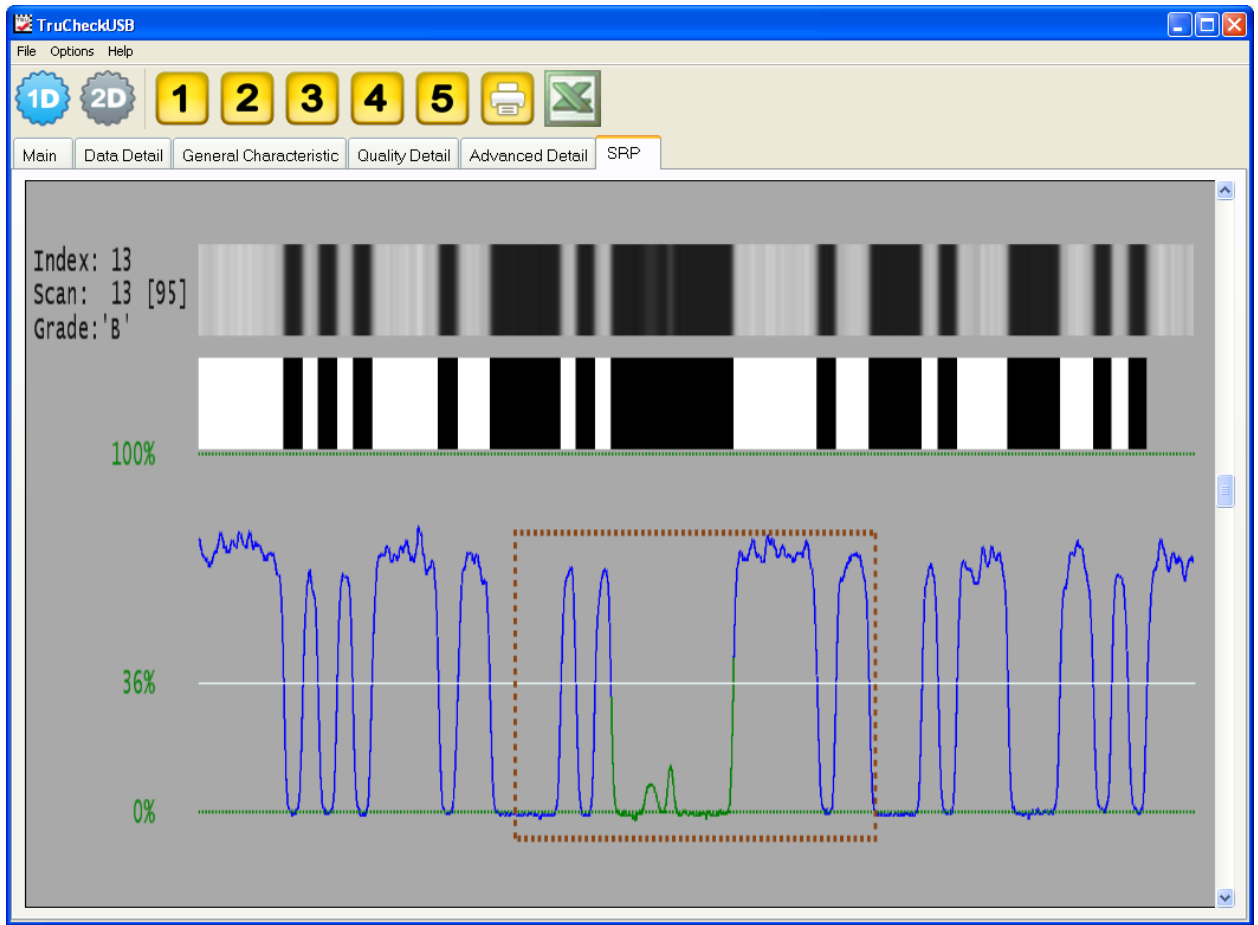 TruCheckUSB
File Options Help
1D 2D 1 2 3 4 5
Main Data Detail General Characteristic Quality Detail Advanced Detail SRP
Index: 13
Scan: 13 [95]
Grade:'B'
100%
36%
0%